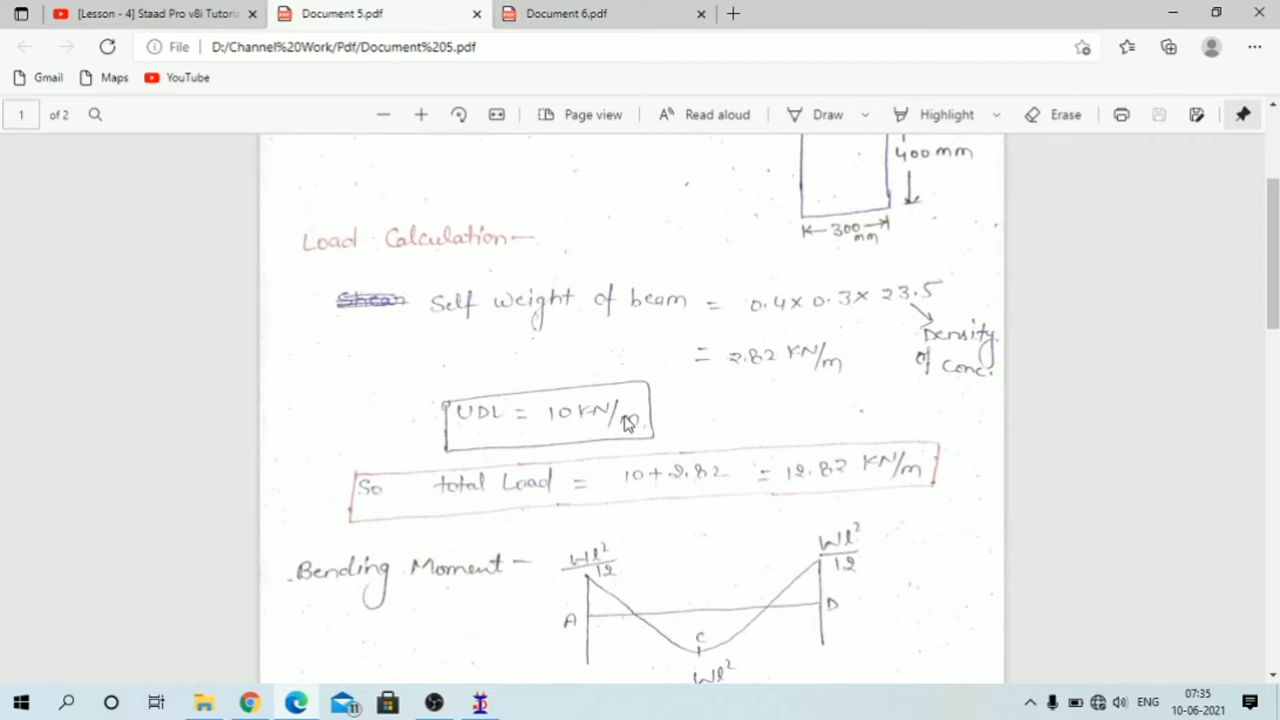 [Lesson - 4] Staad Pro v8i Tutoria
Document 5.pdf
Document 6.pdf
File D:/Channel%20Work/Pdf/Document%205.pdf
Gmail Maps YouTube
1 of 2 Page view Read aloud Draw Highlight Erase
400 mm
300 mm
Load Calculation-
Shear Self weight of beam = 0.4 x 0.3 x 23.5
Density of conc.
= 2.82 KN/m
UDL = 10 KN/m
So total Load = 10+2.82 = 12.82 KN/m
Bending Moment - Wl²/12 Wl²/12
A C D
Wl²
11 ENG 07:35
10-06-2021